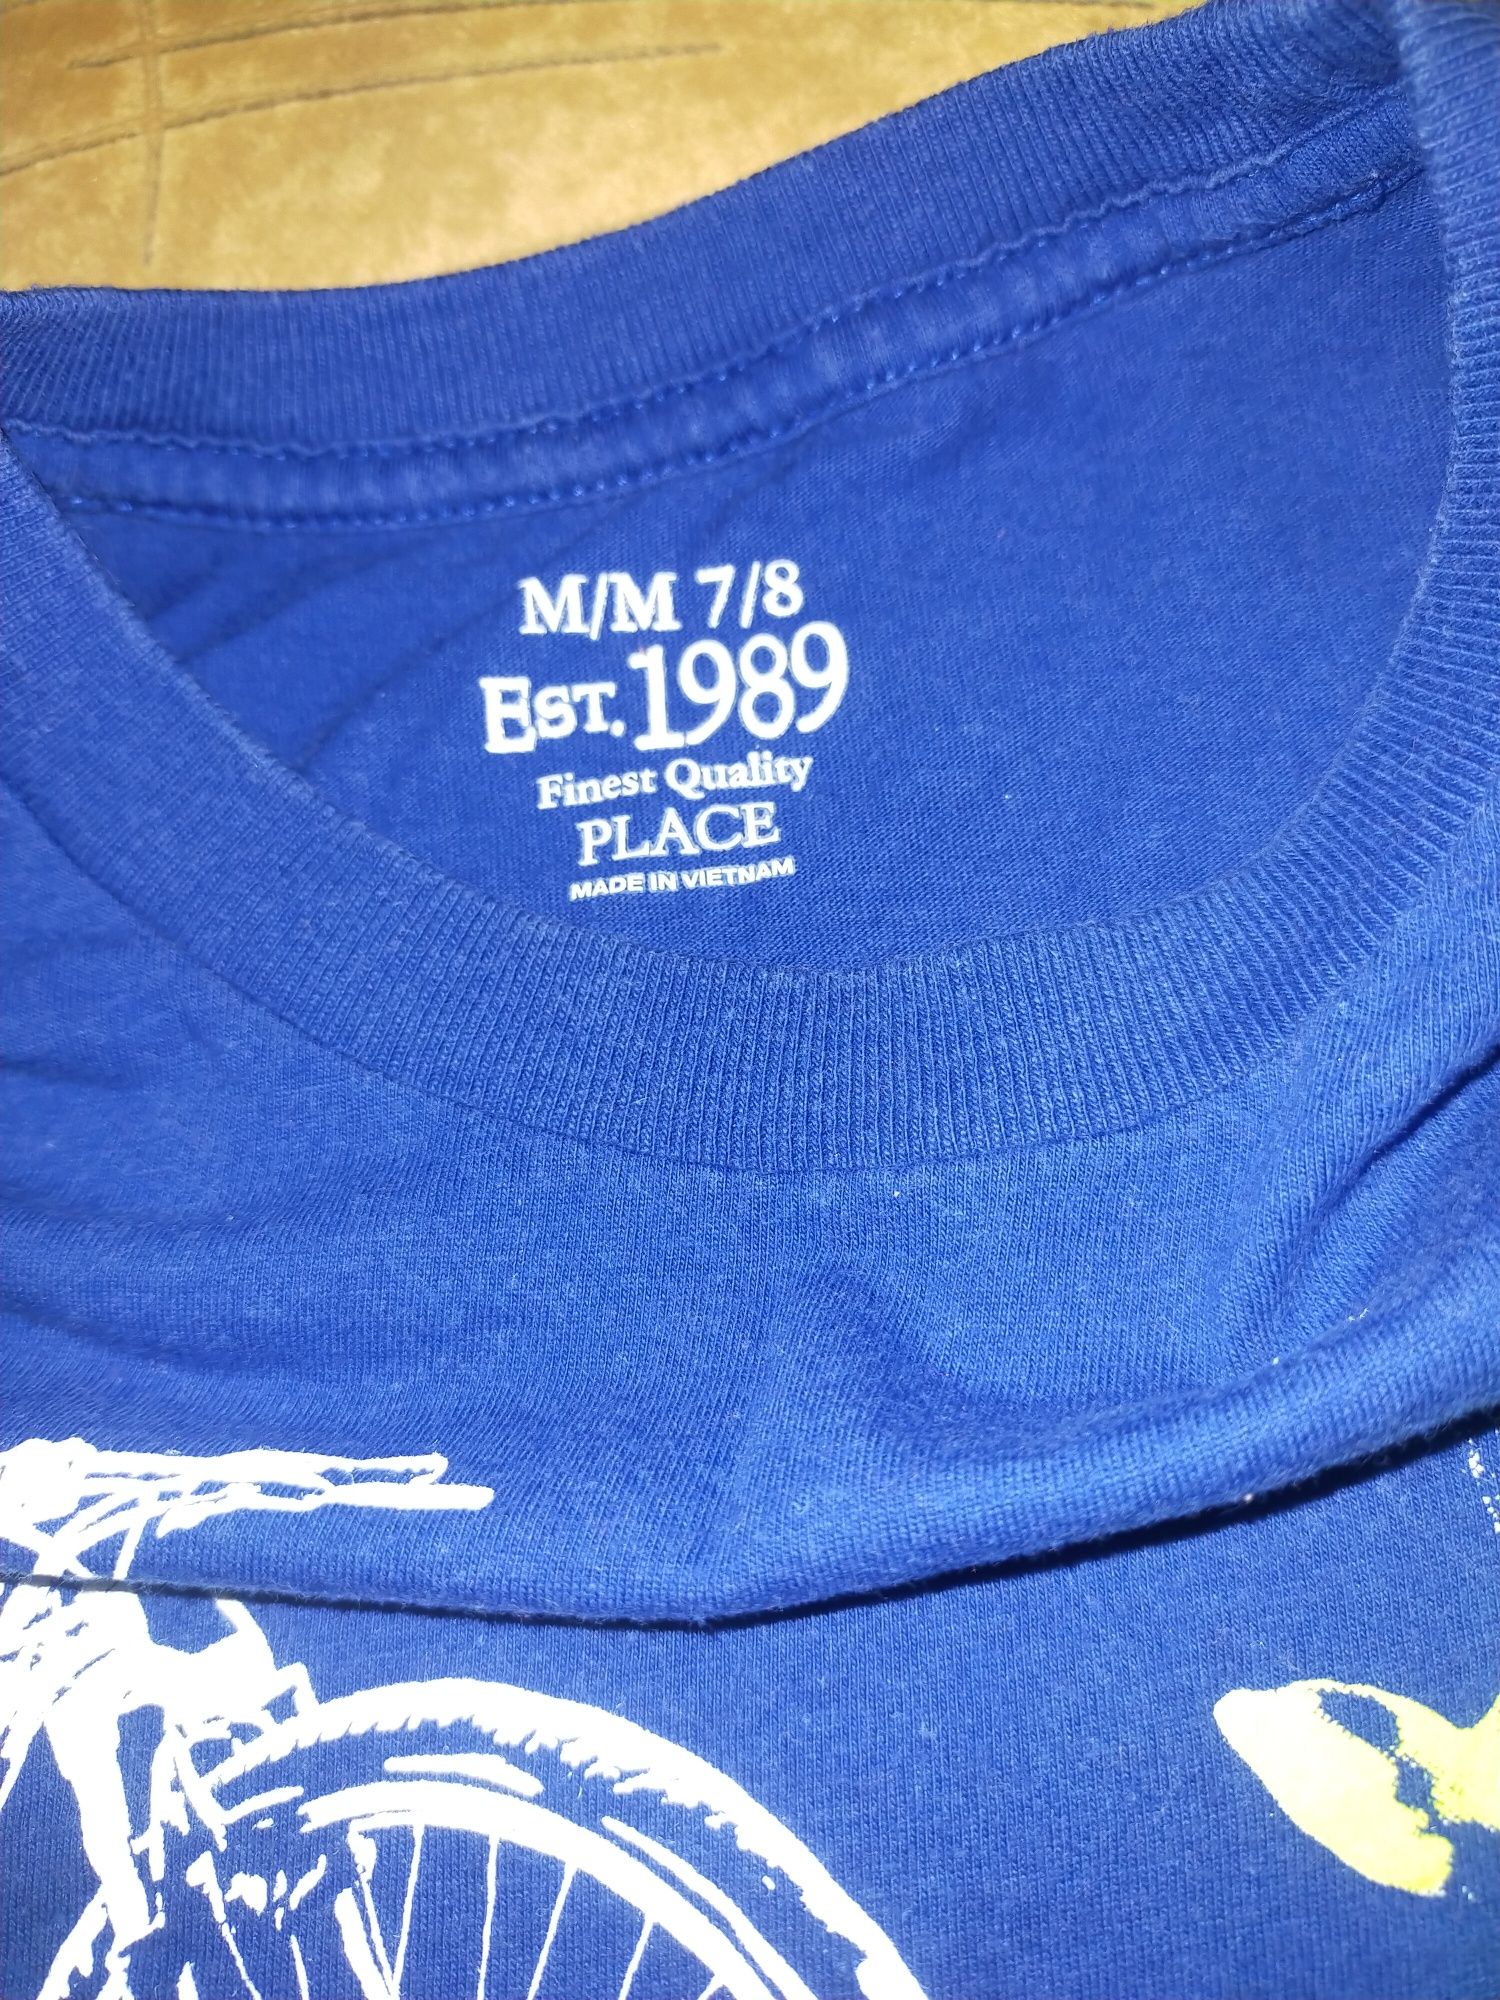 M/M 7/8
EST. 1989
Finest Quality
PLACE
MADE IN VIETNAM